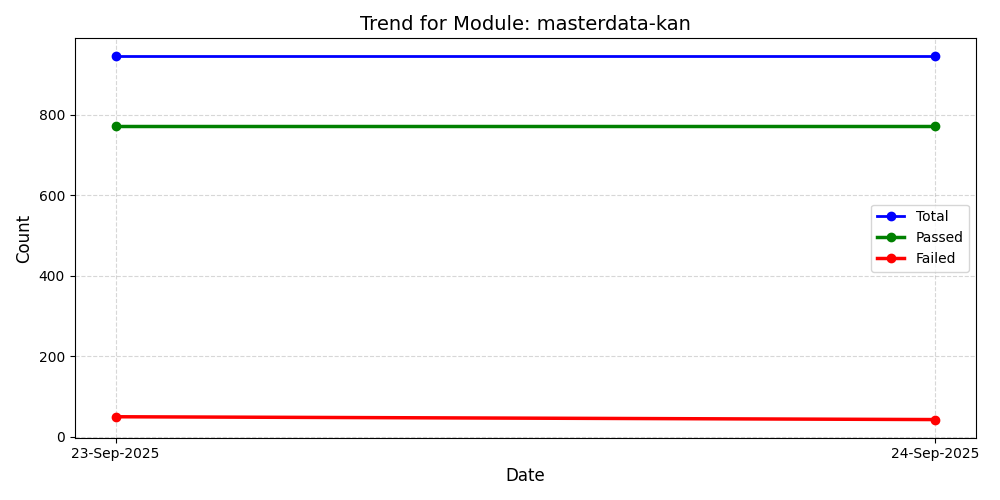 Trend for Module: masterdata-kan
Count
800
600
400
200
0
Total
Passed
Failed
23-Sep-2025
24-Sep-2025
Date